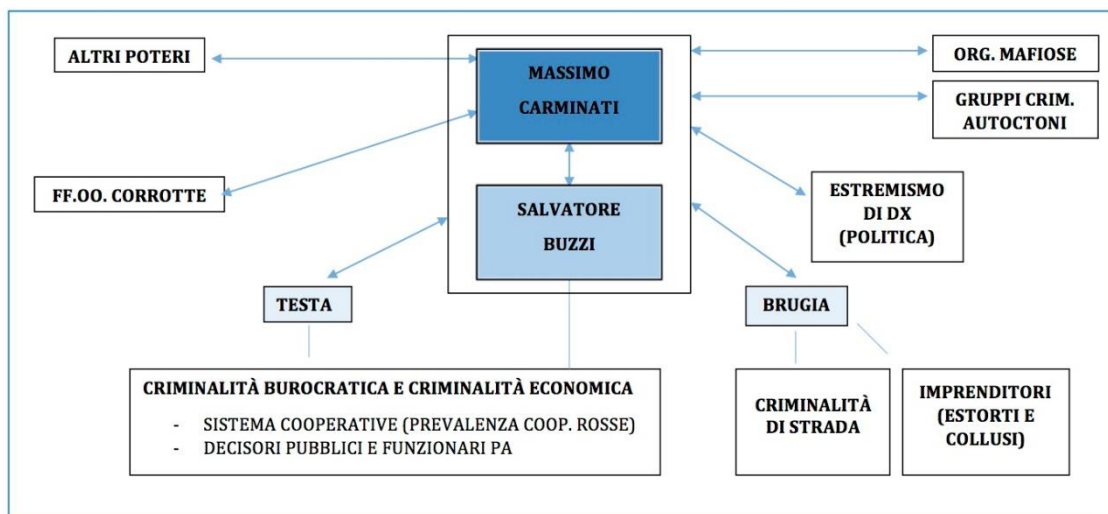 ALTRI POTERI
MASSIMO
CARMINATI
ORG. MAFIOSE
GRUPPI CRIM.
AUTOCTONI
FF.OO. CORROTTE
SALVATORE
BUZZI
ESTREMISMO
DI DX
(POLITICA)
TESTA
BRUGIA
CRIMINALITÀ BUROCRATICA E CRIMINALITÀ ECONOMICA
- SISTEMA COOPERATIVE (PREVALENZA COOP. ROSSE)
- DECISORI PUBBLICI E FUNZIONARI PA
CRIMINALITÀ
DI STRADA
IMPRENDITORI
(ESTORTI E
COLLUSI)